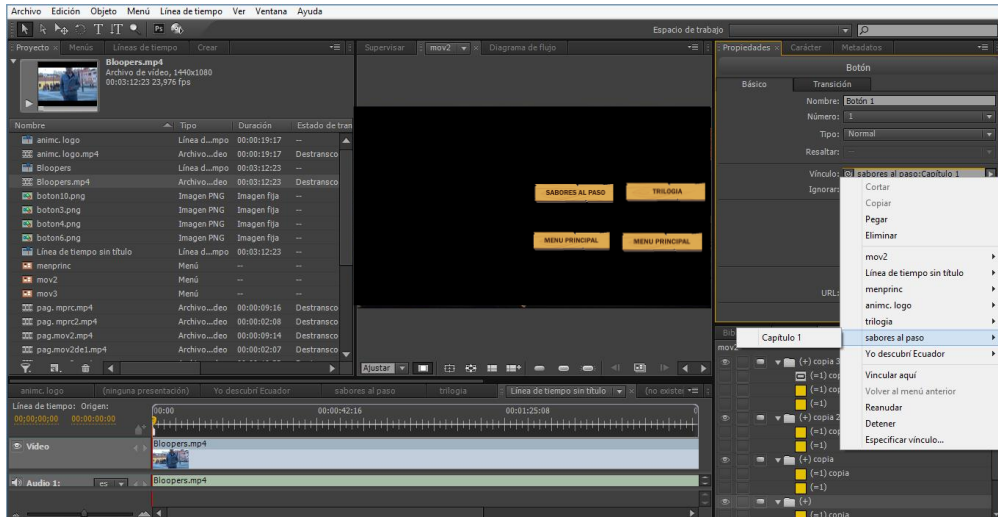 Archivo Edición Objeto Menú Línea de tiempo Ver Ventana Ayuda
Espacio de trabajo
Proyecto Menús Líneas de tiempo Crear
Supervisar mov2 Diagrama de flujo
Propiedades Carácter Metadatos
Bloopers.mp4
Archivo de vídeo, 1440x1080
00:03:12:23 23,976 fps
Botón
Básico Transición
Nombre: Botón 1
Número: 1
Tipo: Normal
Resaltar: --
Vínculo: sabores al paso:Capítulo 1
Ignorar:
URL:
Nombre Tipo Duración Estado de tran
animc. logo Línea d...mpo 00:00:19:17 --
animc. logo.mp4 Archivo...deo 00:00:19:17 Destransco
Bloopers Línea d...mpo 00:03:12:23 --
Bloopers.mp4 Archivo...deo 00:03:12:23 Destransco
boton10.png Imagen PNG Imagen fija --
boton3.png Imagen PNG Imagen fija --
boton4.png Imagen PNG Imagen fija --
boton6.png Imagen PNG Imagen fija --
Línea de tiempo sin título Línea d...mpo 00:03:12:23 --
menprinc Menú -- --
mov2 Menú -- --
mov3 Menú -- --
pag. mprc.mp4 Archivo...deo 00:00:09:16 Destransco
pag. mprc2.mp4 Archivo...deo 00:00:02:08 Destransco
pag.mov2.mp4 Archivo...deo 00:00:09:14 Destransco
pag.mov2de1.mp4 Archivo...deo 00:00:02:07 Destransco
SABORES AL PASO TRILOGIA
MENU PRINCIPAL MENU PRINCIPAL
Ajustar
Cortar
Copiar
Pegar
Eliminar
mov2
Línea de tiempo sin título
menprinc
animc. logo
trilogia
sabores al paso
Yo descubrí Ecuador
Vincular aquí
Volver al menú anterior
Reanudar
Detener
Especificar vínculo...
Capítulo 1
Bib
mov2
(+) copia 3
(=1) cop
(=1) cop
(=1)
(+) copia 2
(=1) cop
(=1)
(+) copia
(=1) copia
(=1)
(+)
(=1) copia
animc. logo (ninguna presentación) Yo descubrí Ecuador sabores al paso trilogia Línea de tiempo sin título (no existe
Línea de tiempo: Origen:
00;00;00;00 00:00:00:00
00:00 00:00:42:16 00:01:25:08 0
Vídeo Bloopers.mp4
Audio 1: es Bloopers.mp4